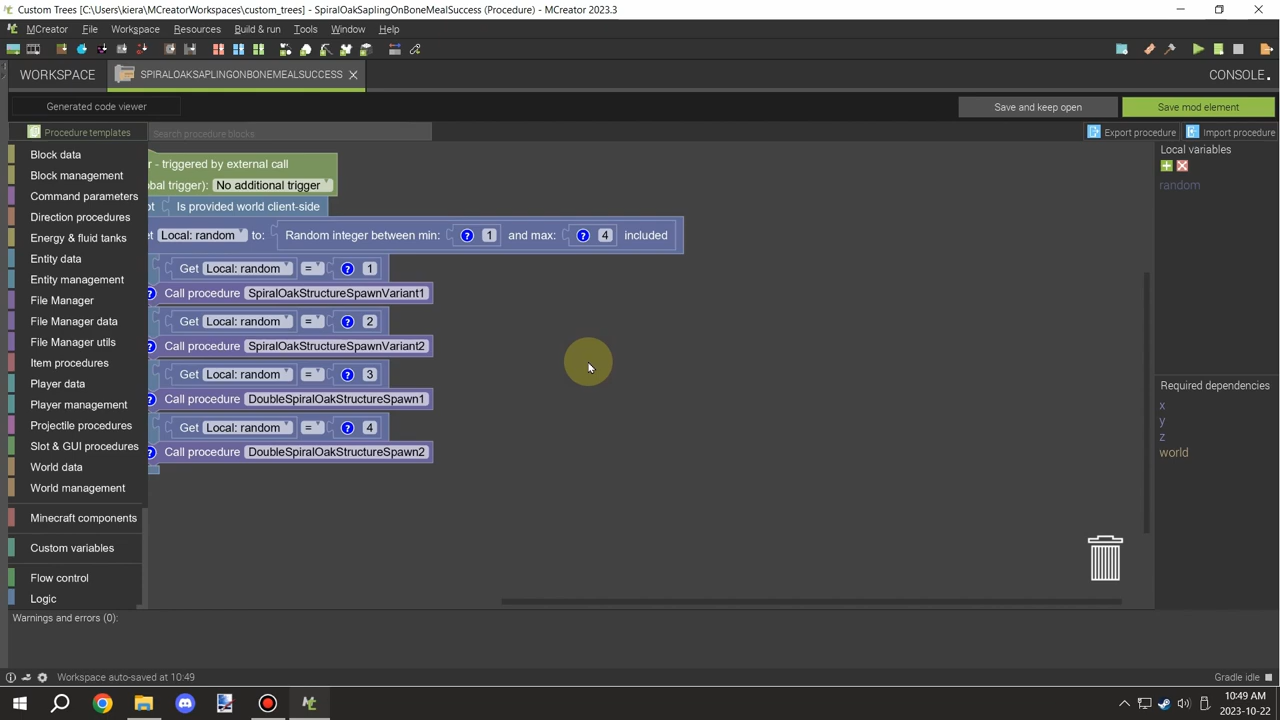 Custom Trees [C:\Users\kiera\MCreatorWorkspaces\custom_trees] - SpiralOakSaplingOnBoneMealSuccess (Procedure) - MCreator 2023.3
MCreator File Workspace Resources Build & run Tools Window Help
WORKSPACE SPIRALOAKSAPLINGONBONEMEALSUCCESS CONSOLE
Generated code viewer Save and keep open Save mod element
Procedure templates Search procedure blocks Export procedure Import procedure
Block data
Block management
Command parameters
Direction procedures
Energy & fluid tanks
Entity data
Entity management
File Manager
File Manager data
File Manager utils
Item procedures
Player data
Player management
Projectile procedures
Slot & GUI procedures
World data
World management
Minecraft components
Custom variables
Flow control
Logic
r - triggered by external call
obal trigger): No additional trigger
ot Is provided world client-side
et Local: random to: Random integer between min: ? 1 and max: ? 4 included
Get Local: random = ? 1
? Call procedure SpiralOakStructureSpawnVariant1
Get Local: random = ? 2
? Call procedure SpiralOakStructureSpawnVariant2
Get Local: random = ? 3
? Call procedure DoubleSpiralOakStructureSpawn1
Get Local: random = ? 4
? Call procedure DoubleSpiralOakStructureSpawn2
Local variables
random
Required dependencies
x
y
z
world
Warnings and errors (0):
Workspace auto-saved at 10:49 Gradle idle
10:49 AM
2023-10-22